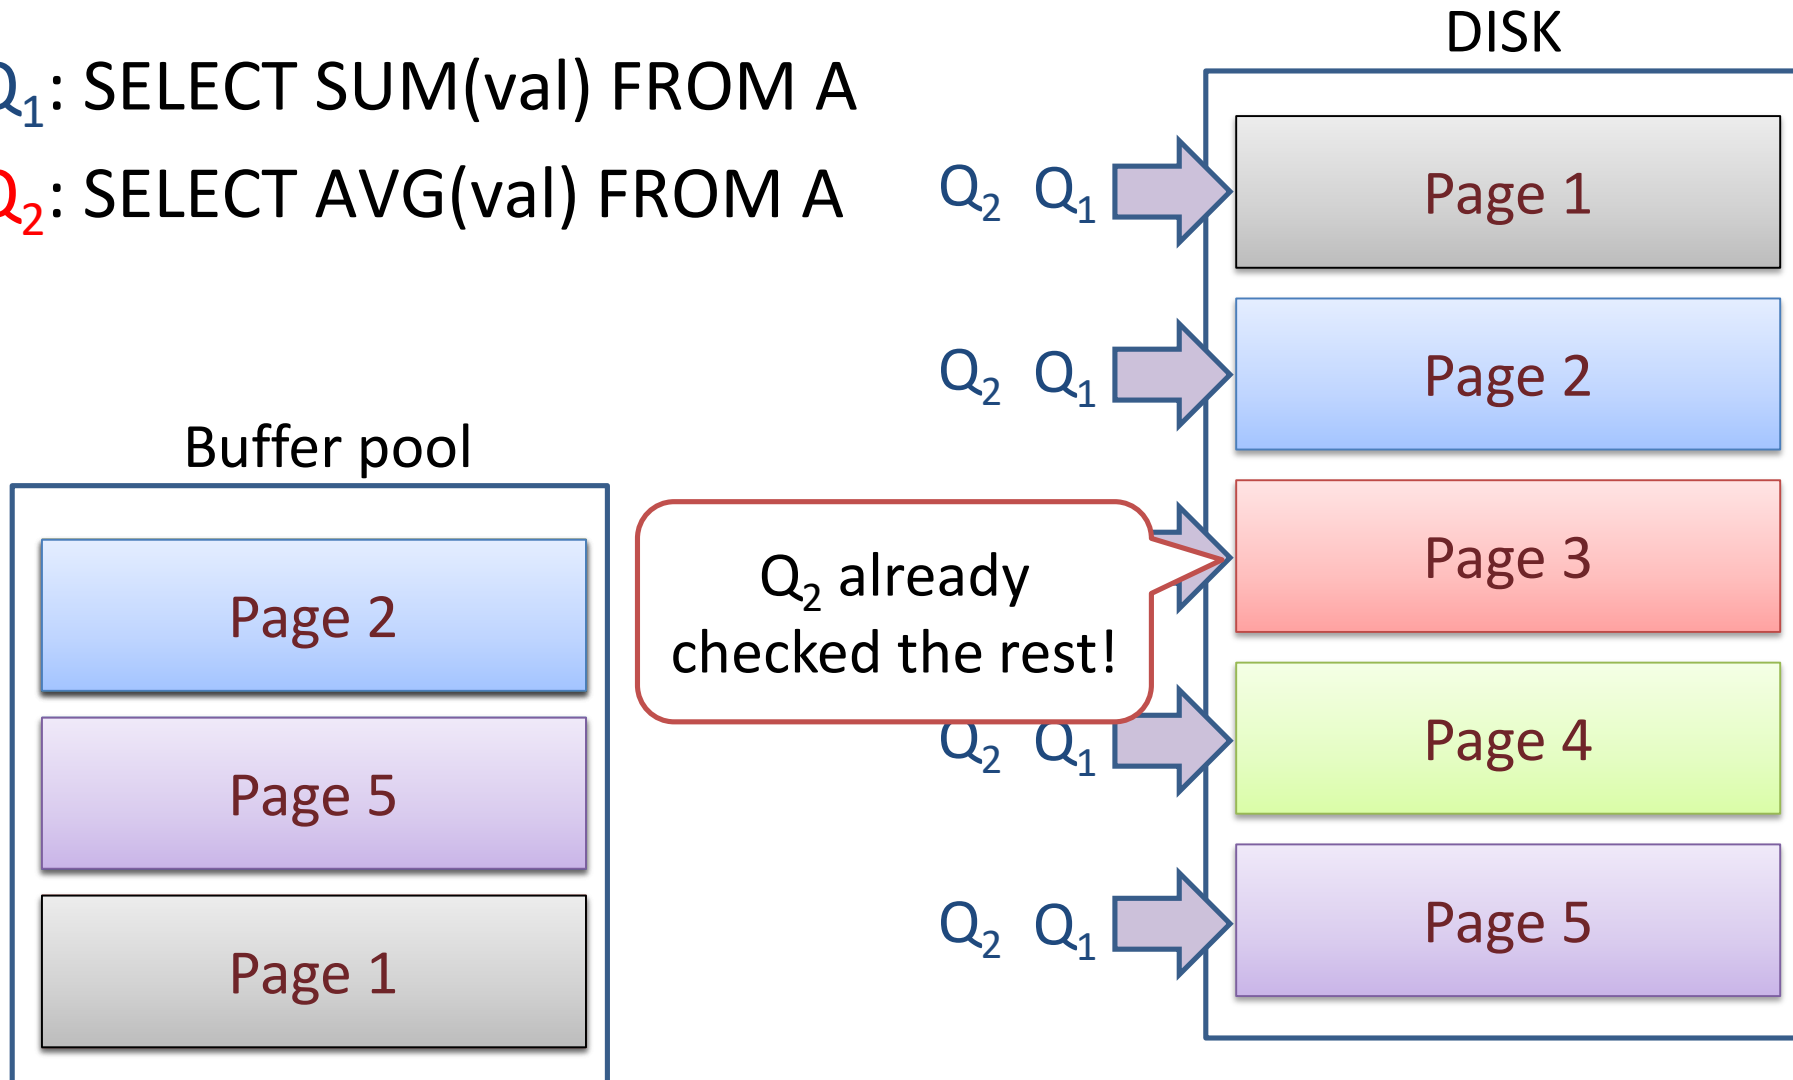 Q₁: SELECT SUM(val) FROM A
Q₂: SELECT AVG(val) FROM A
DISK
Q₂ Q₁
Page 1
Q₂ Q₁
Page 2
Page 3
Q₂ Q₁
Page 4
Q₂ Q₁
Page 5
Q₂ already
checked the rest!
Buffer pool
Page 2
Page 5
Page 1